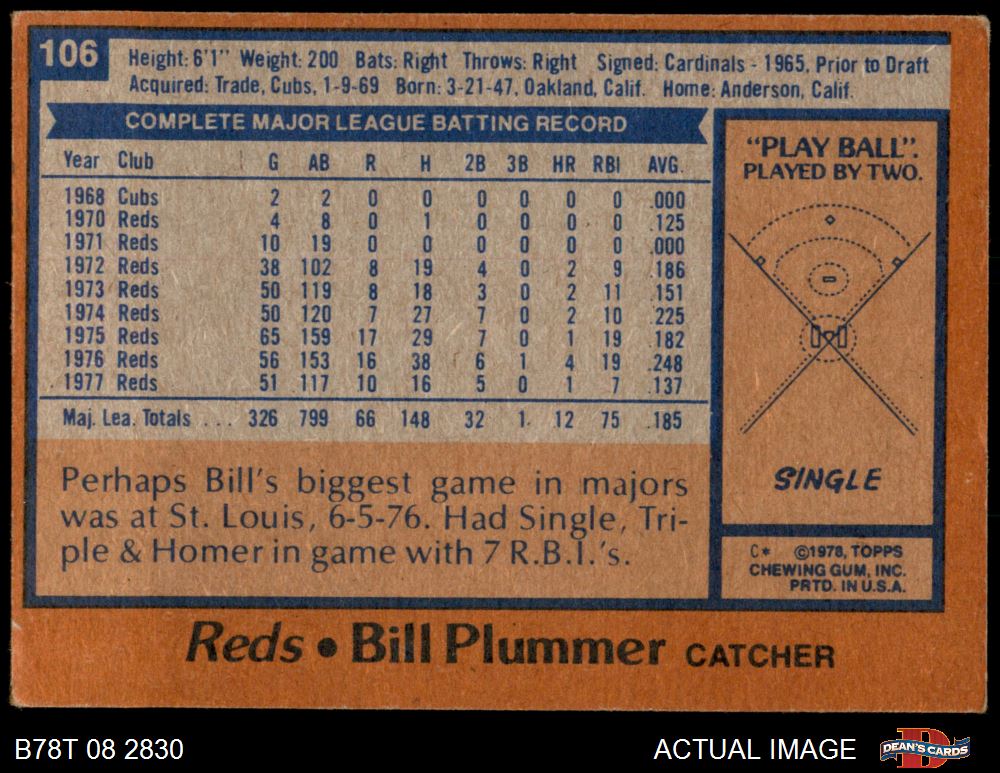 106
Height: 6'1" Weight: 200 Bats: Right Throws: Right Signed: Cardinals - 1965, Prior to Draft
Acquired: Trade, Cubs, 1-9-69 Born: 3-21-47, Oakland, Calif. Home: Anderson, Calif.
COMPLETE MAJOR LEAGUE BATTING RECORD
Year Club G AB R H 2B 3B HR RBI AVG.
1968 Cubs 2 2 0 0 0 0 0 0 .000
1970 Reds 4 8 0 1 0 0 0 0 .125
1971 Reds 10 19 0 0 0 0 0 0 .000
1972 Reds 38 102 8 19 4 0 2 9 .186
1973 Reds 50 119 8 18 3 0 2 11 .151
1974 Reds 50 120 7 27 7 0 2 10 .225
1975 Reds 65 159 17 29 7 0 1 19 .182
1976 Reds 56 153 16 38 6 1 4 19 .248
1977 Reds 51 117 10 16 5 0 1 7 .137
Maj. Lea. Totals ... 326 799 66 148 32 1 12 75 .185
Perhaps Bill's biggest game in majors
was at St. Louis, 6-5-76. Had Single, Tri-
ple & Homer in game with 7 R.B.I.'s.
"PLAY BALL".
PLAYED BY TWO.
SINGLE
C* ©1978, TOPPS
CHEWING GUM, INC.
PRTD. IN U.S.A.
Reds • Bill Plummer CATCHER
B78T 08 2830
ACTUAL IMAGE
DEAN'S CARDS